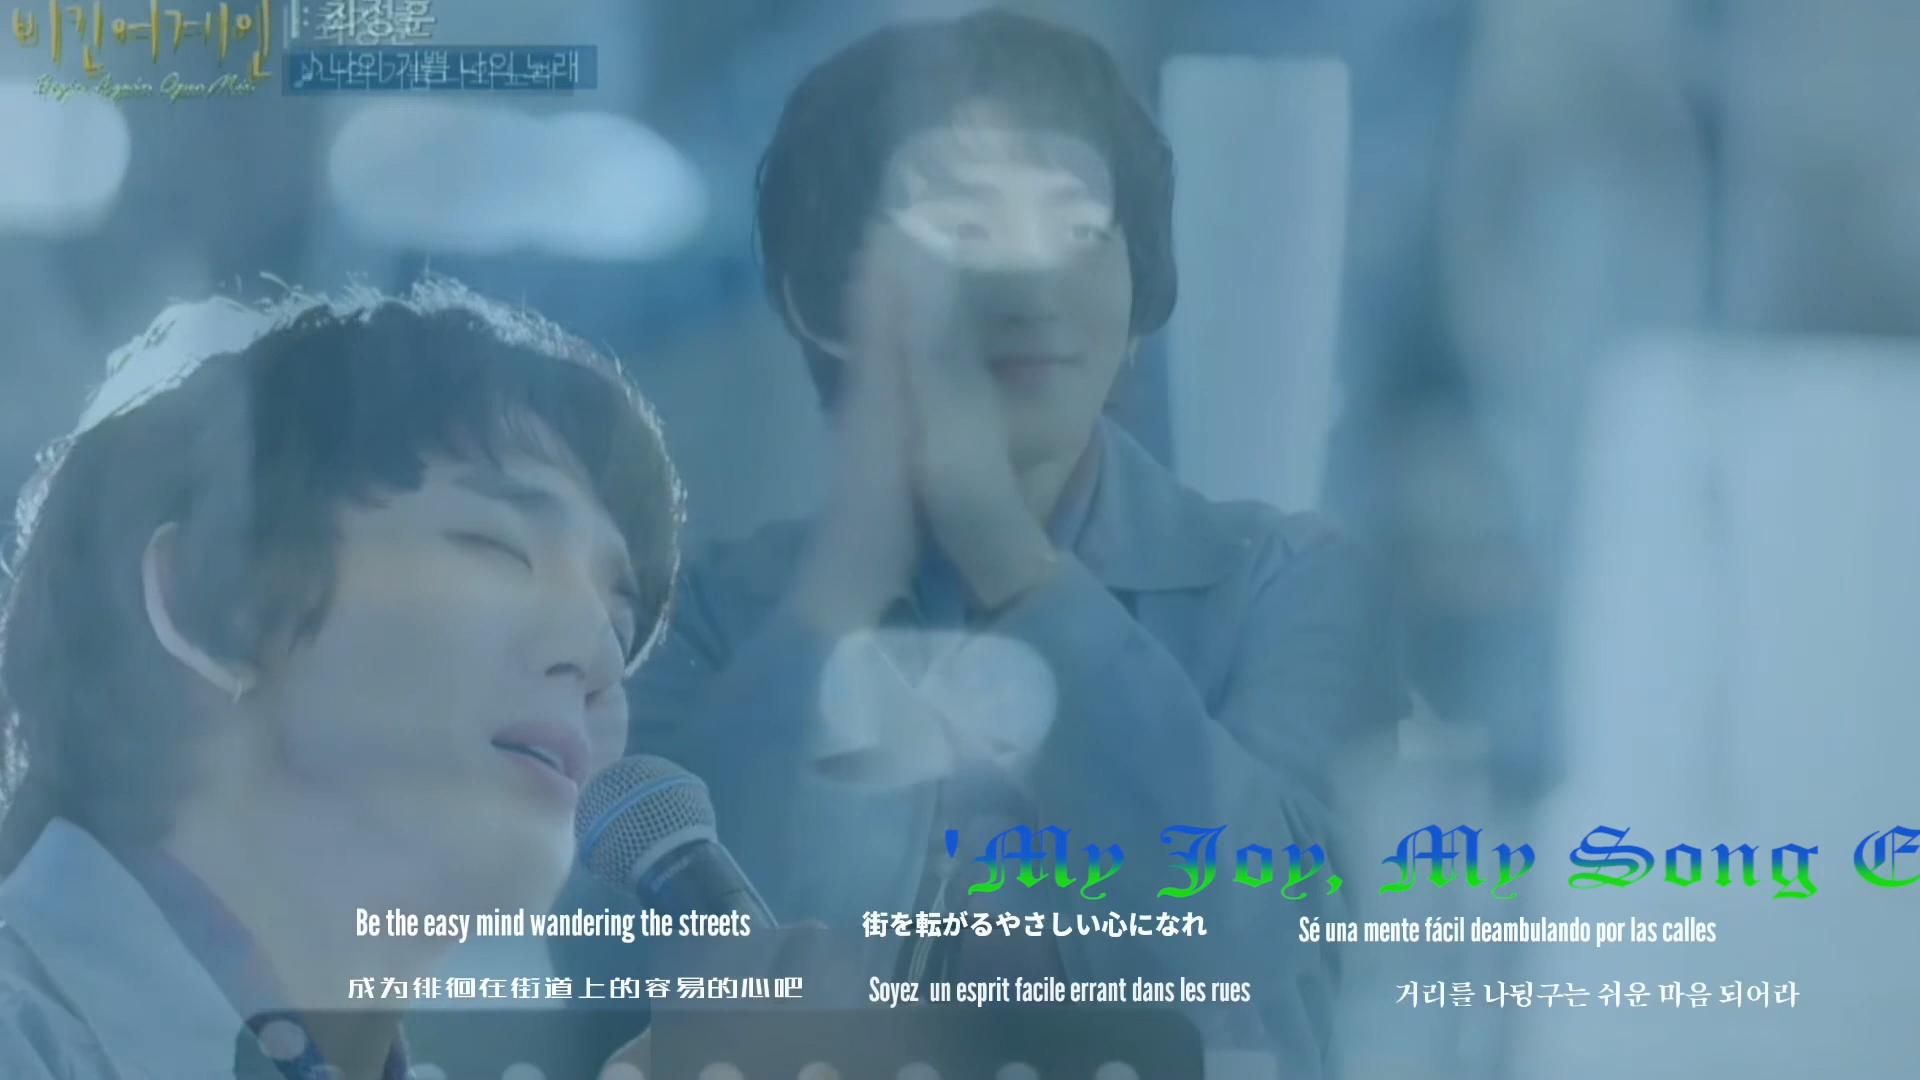 비긴어게인
: 최정훈
Begin Again Open Mic
♪나의 기쁨 나의 노래
'My Joy, My Song E
Be the easy mind wandering the streets
街を転がるやさしい心になれ
Sé una mente fácil deambulando por las calles
成为徘徊在街道上的容易的心吧
Soyez un esprit facile errant dans les rues
거리를 나뒹구는 쉬운 마음 되어라